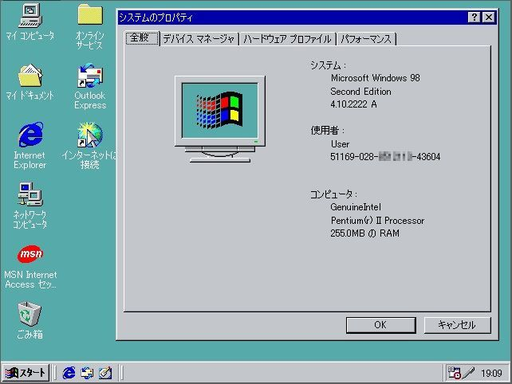 マイ コンピュータ
オンライン
サービス
マイ ドキュメント
Outlook
Express
Internet
Explorer
インターネットに
接続
ネットワーク
コンピュータ
msn
MSN Internet
Access セッ...
ごみ箱
システムのプロパティ
全般 デバイス マネージャ ハードウェア プロファイル パフォーマンス
システム:
Microsoft Windows 98
Second Edition
4.10.2222 A
使用者:
User
51169-028- -43604
コンピュータ:
GenuineIntel
Pentium(r) II Processor
255.0MB の RAM
OK キャンセル
スタート
19:09